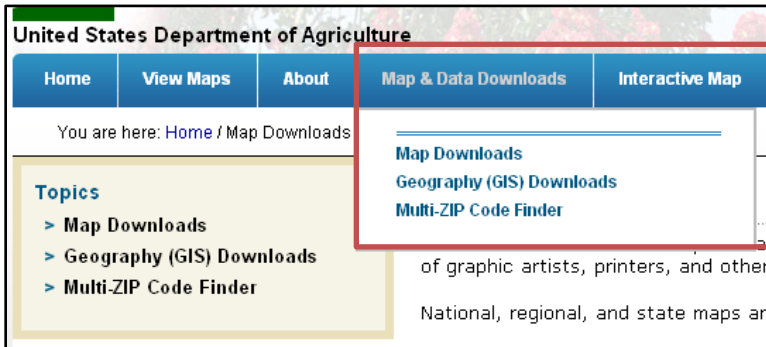 United States Department of Agriculture
Home View Maps About Map & Data Downloads Interactive Map
You are here: Home / Map Downloads
Map Downloads
Geography (GIS) Downloads
Multi-ZIP Code Finder
Topics
> Map Downloads
> Geography (GIS) Downloads
> Multi-ZIP Code Finder
of graphic artists, printers, and other
National, regional, and state maps